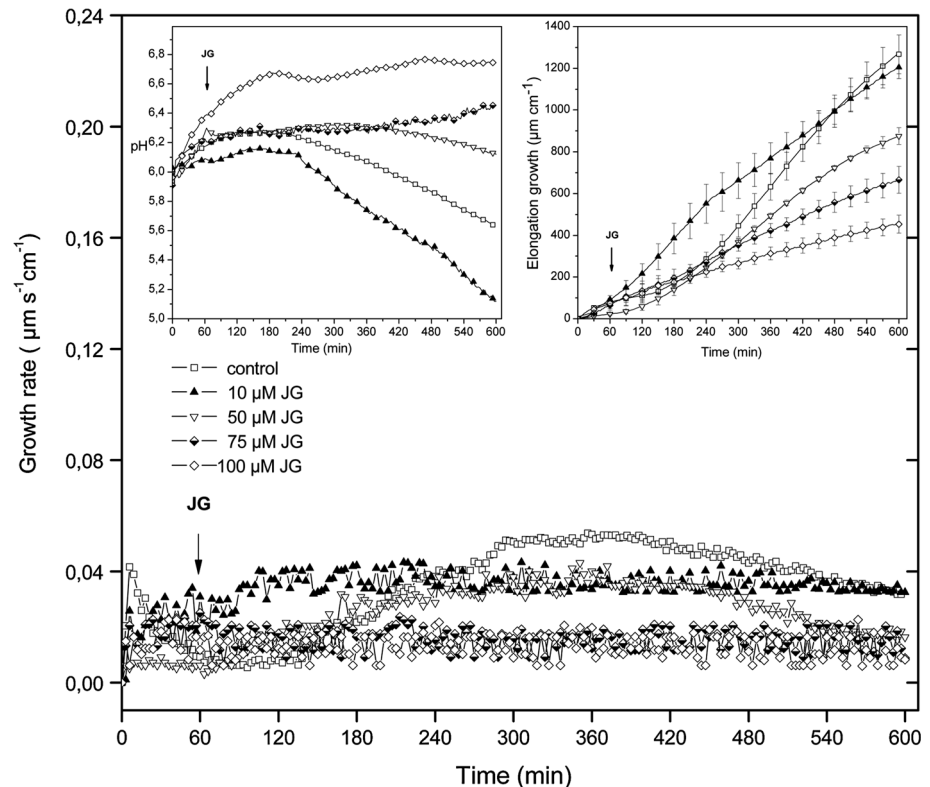 0,24
0,20
0,16
0,12
0,08
0,04
0,00
Growth rate ( µm s⁻¹cm⁻¹)
0 60 120 180 240 300 360 420 480 540 600
Time (min)
JG
6,8
6,6
6,4
6,2
6,0
5,8
5,6
5,4
5,2
5,0
pH
JG
0 60 120 180 240 300 360 420 480 540 600
Time (min)
1400
1200
1000
800
600
400
200
0
Elongation growth (µm cm⁻¹)
JG
0 60 120 180 240 300 360 420 480 540 600
Time (min)
control
10 µM JG
50 µM JG
75 µM JG
100 µM JG